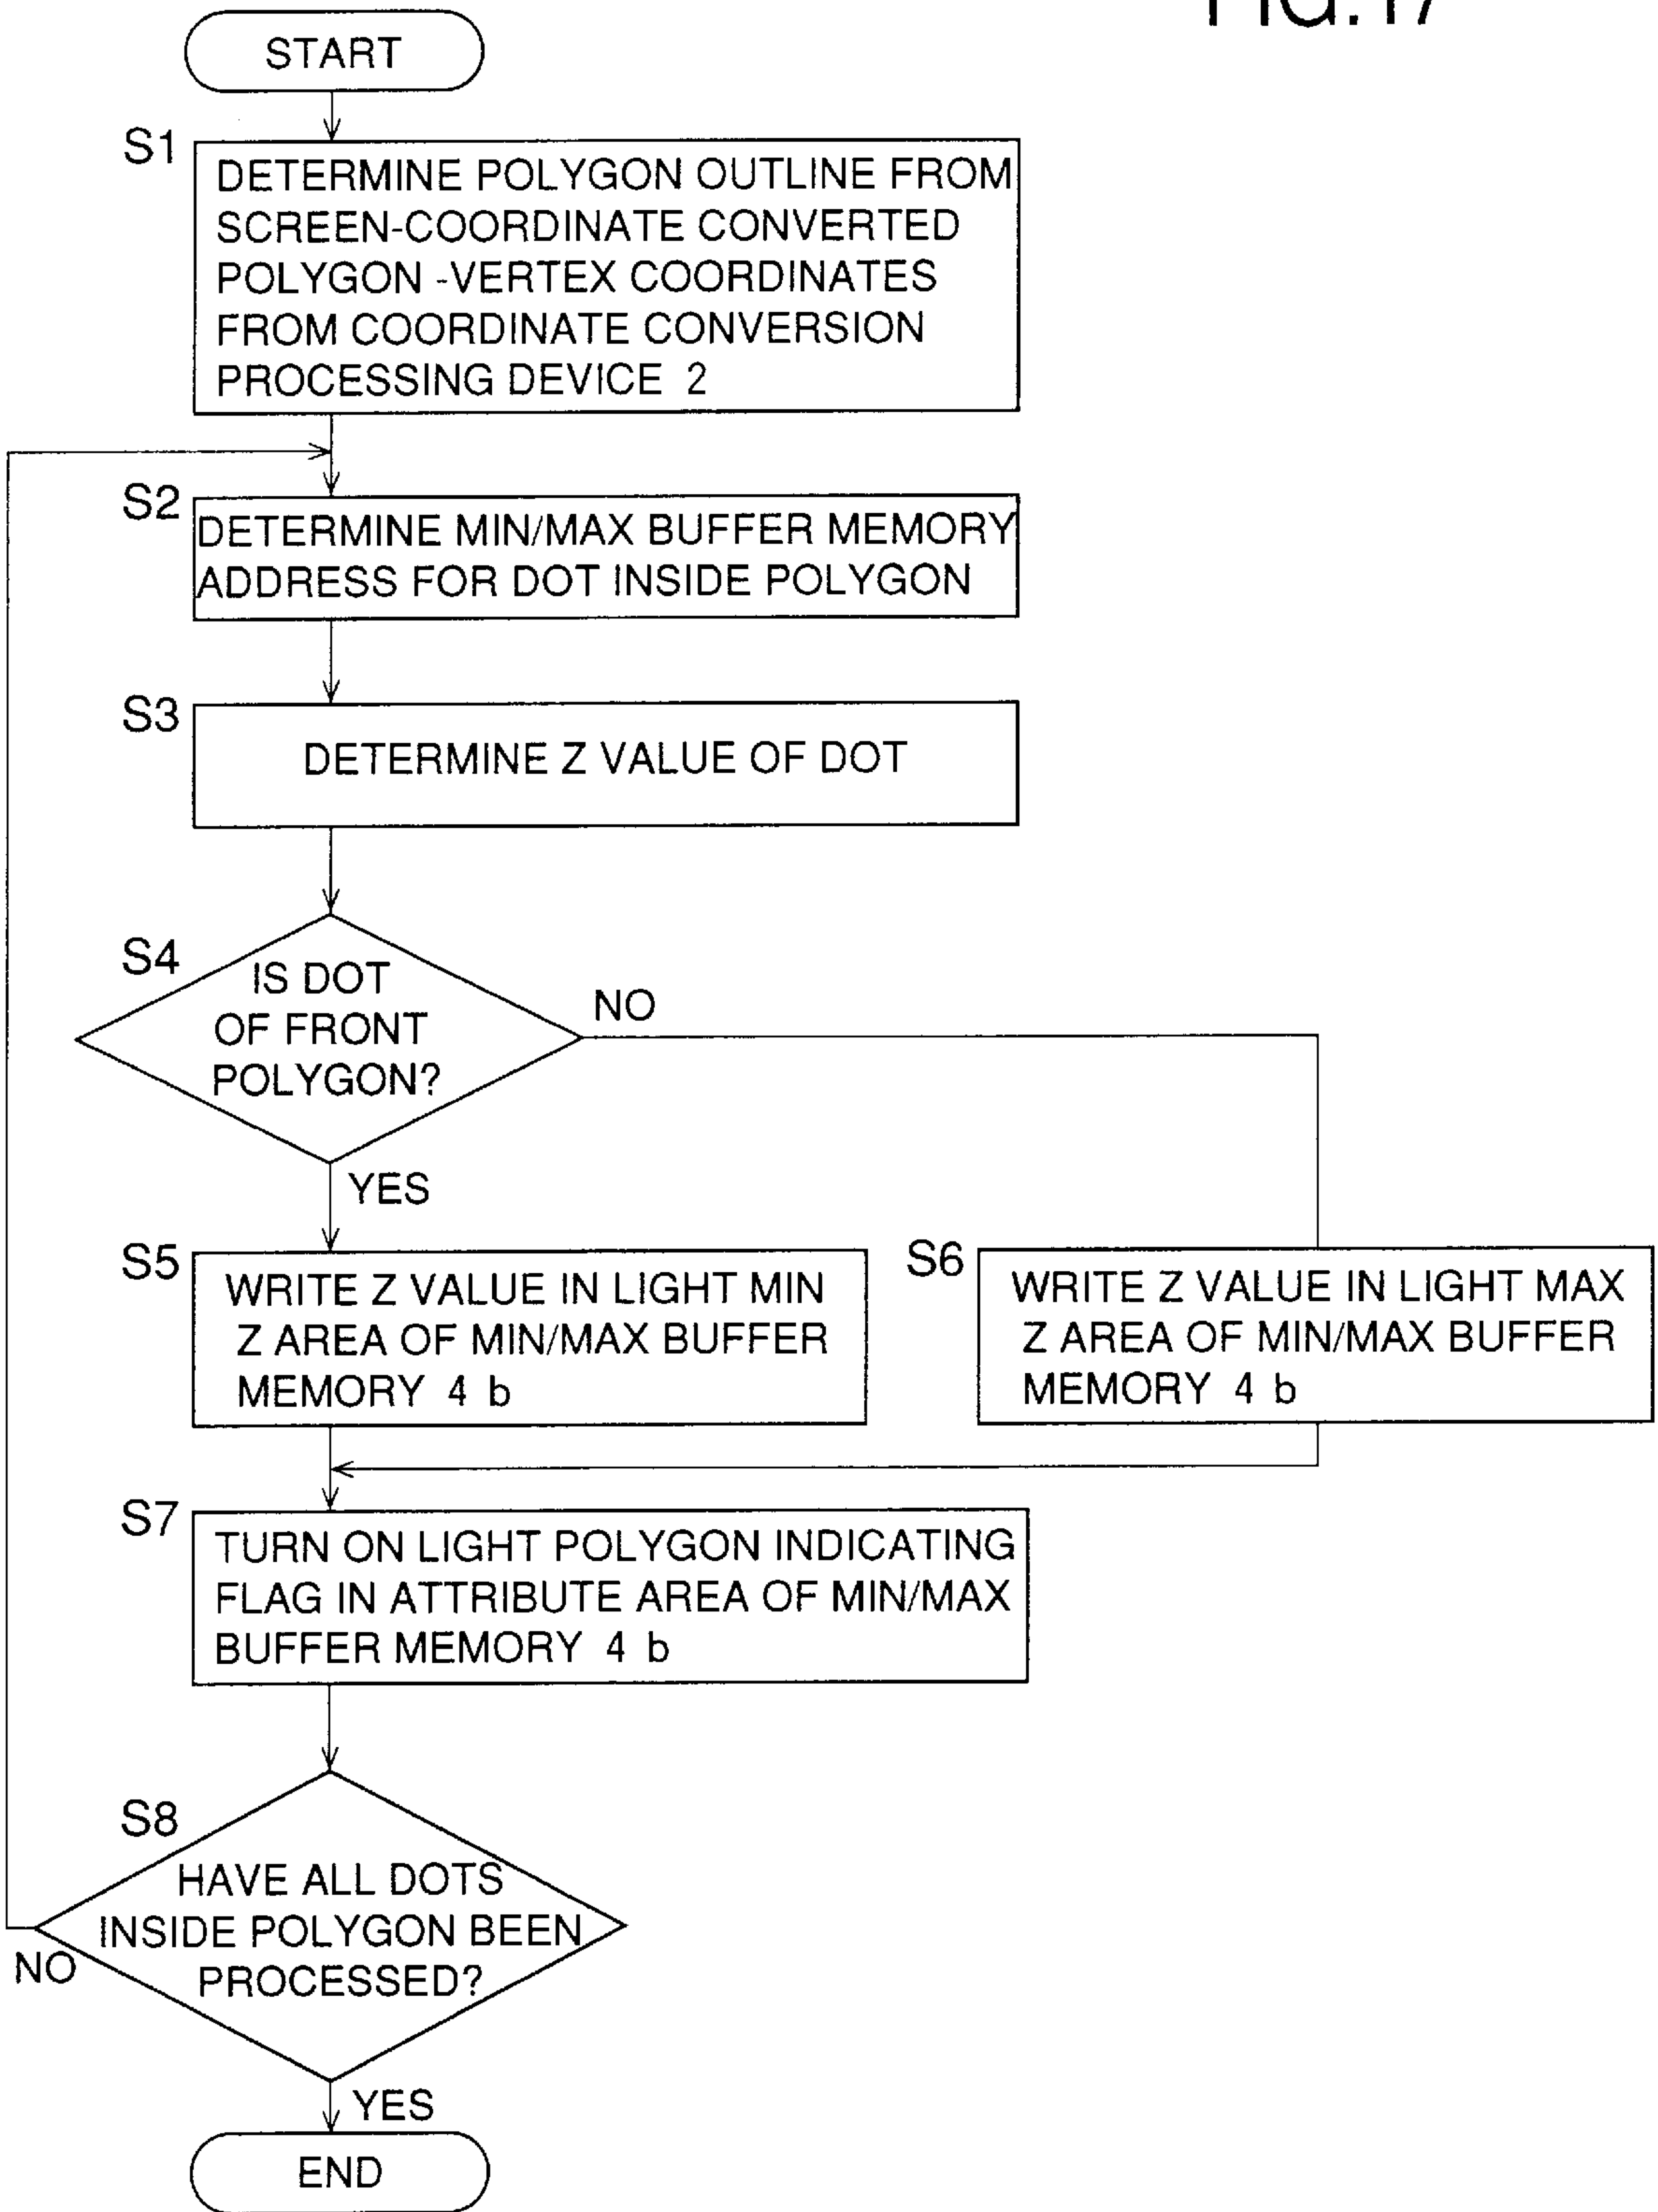 FIG.17
START
S1
DETERMINE POLYGON OUTLINE FROM
SCREEN-COORDINATE CONVERTED
POLYGON -VERTEX COORDINATES
FROM COORDINATE CONVERSION
PROCESSING DEVICE 2
S2
DETERMINE MIN/MAX BUFFER MEMORY
ADDRESS FOR DOT INSIDE POLYGON
S3
DETERMINE Z VALUE OF DOT
S4
IS DOT
OF FRONT
POLYGON?
NO
YES
S5
WRITE Z VALUE IN LIGHT MIN
Z AREA OF MIN/MAX BUFFER
MEMORY 4 b
S6
WRITE Z VALUE IN LIGHT MAX
Z AREA OF MIN/MAX BUFFER
MEMORY 4 b
S7
TURN ON LIGHT POLYGON INDICATING
FLAG IN ATTRIBUTE AREA OF MIN/MAX
BUFFER MEMORY 4 b
S8
HAVE ALL DOTS
INSIDE POLYGON BEEN
PROCESSED?
NO
YES
END